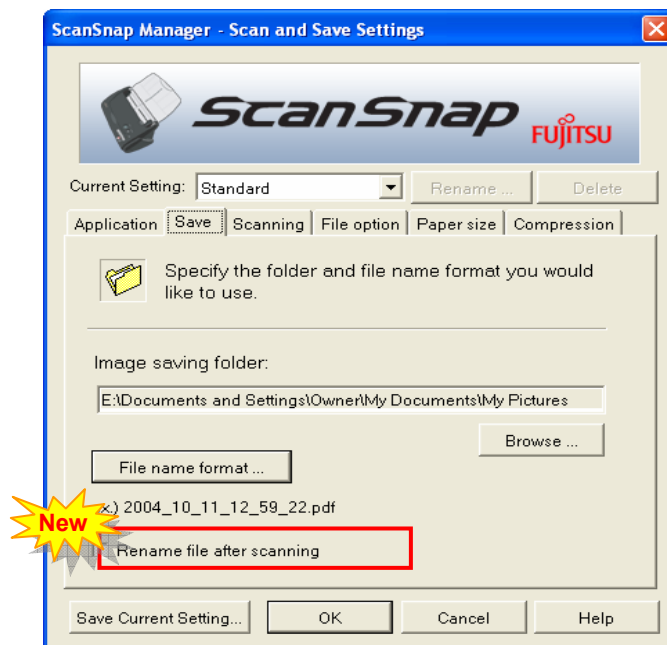 ScanSnap Manager - Scan and Save Settings
ScanSnap
FUJITSU
Current Setting: Standard Rename ... Delete
Application Save Scanning File option Paper size Compression
Specify the folder and file name format you would
like to use.
Image saving folder:
E:\Documents and Settings\Owner\My Documents\My Pictures
Browse ...
File name format ...
x.) 2004_10_11_12_59_22.pdf
New
Rename file after scanning
Save Current Setting... OK Cancel Help